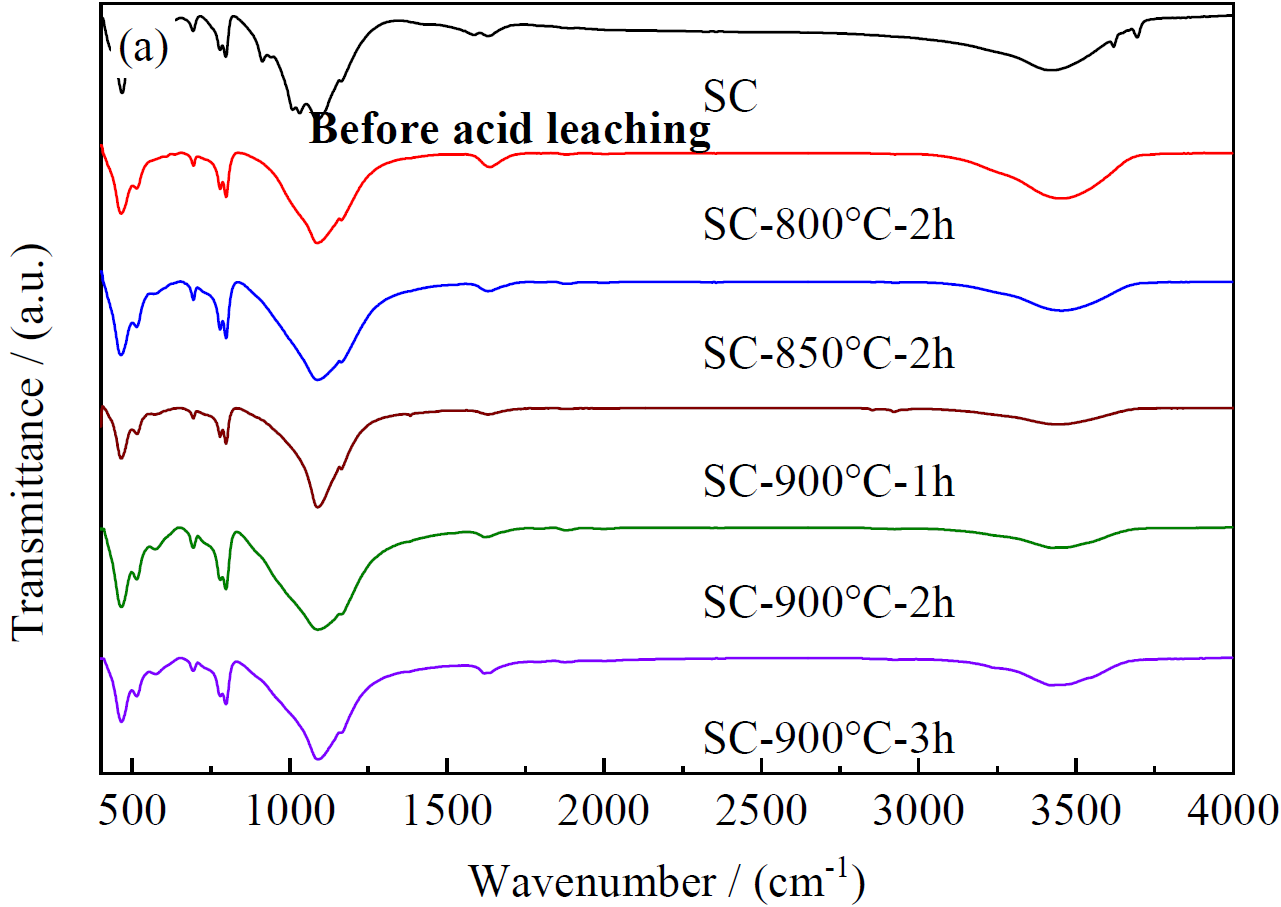 (a)
SC
Before acid leaching
SC-800°C-2h
SC-850°C-2h
SC-900°C-1h
SC-900°C-2h
SC-900°C-3h
Transmittance / (a.u.)
500 1000 1500 2000 2500 3000 3500 4000
Wavenumber / (cm⁻¹)